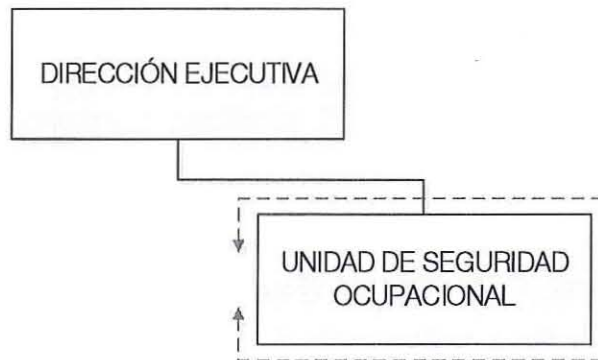 DIRECCIÓN EJECUTIVA
UNIDAD DE SEGURIDAD
OCUPACIONAL